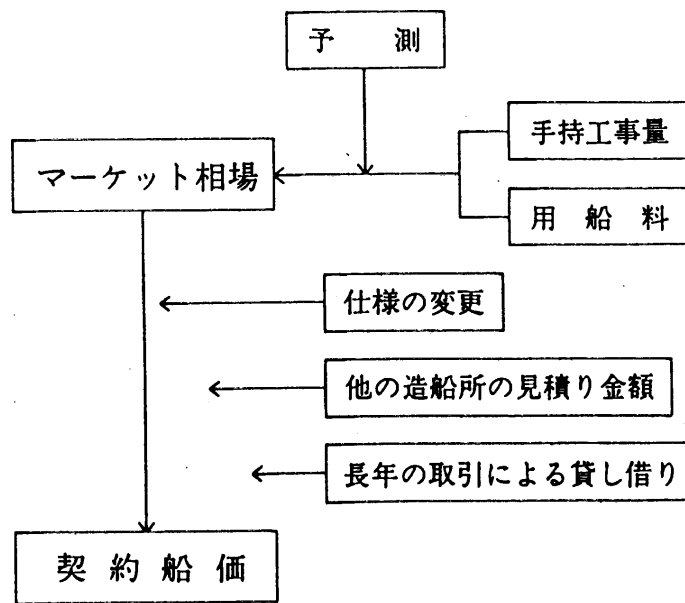 予測
手持工事量
マーケット相場
用船料
仕様の変更
他の造船所の見積り金額
長年の取引による貸し借り
契約船価